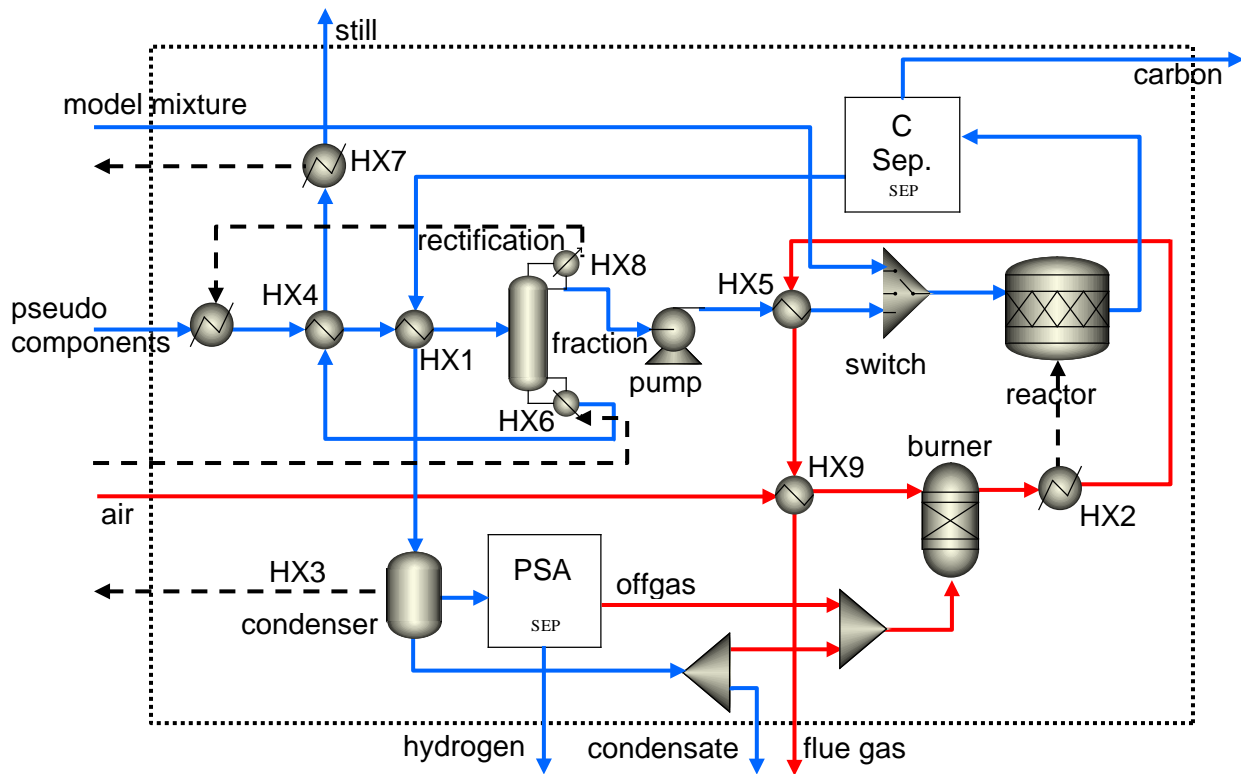 still
carbon
model mixture
C
Sep.
SEP
HX7
rectification
HX8
HX4
HX5
pseudo
components
HX1
fraction
pump
switch
reactor
HX6
burner
HX9
air
HX2
HX3
PSA
offgas
SEP
condenser
hydrogen
condensate
flue gas